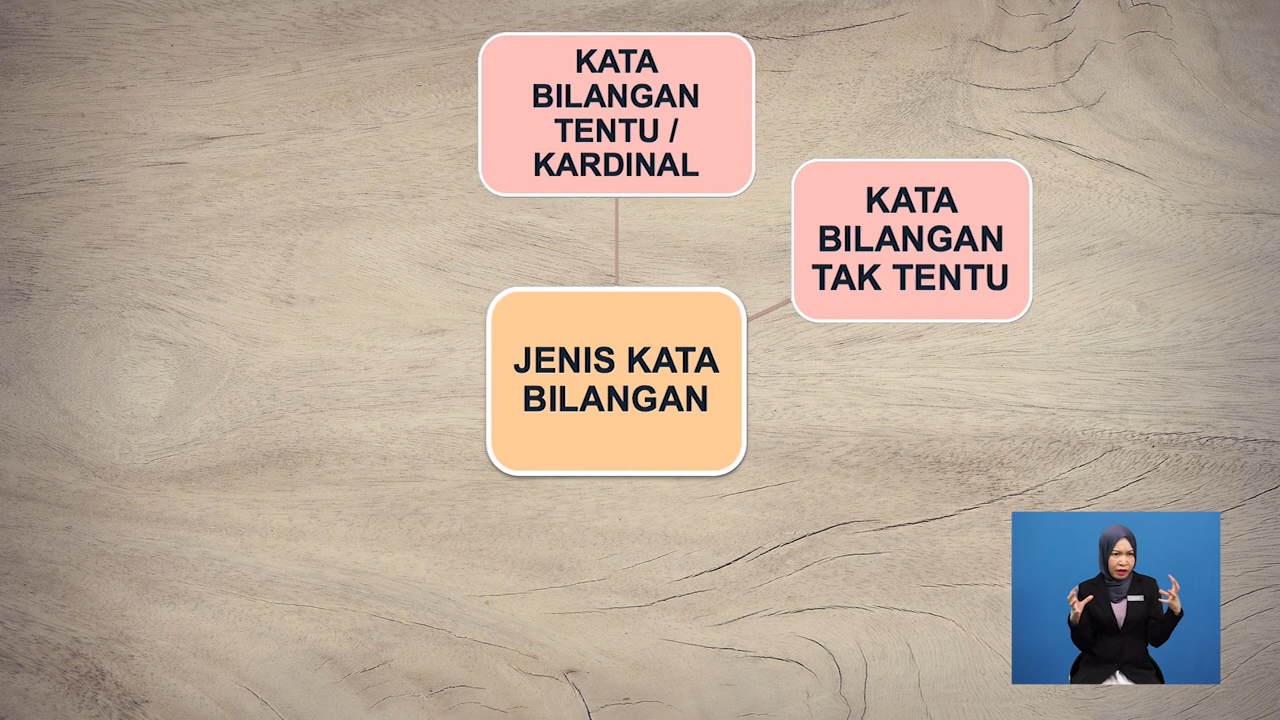 KATA
BILANGAN
TENTU /
KARDINAL
KATA
BILANGAN
TAK TENTU
JENIS KATA
BILANGAN